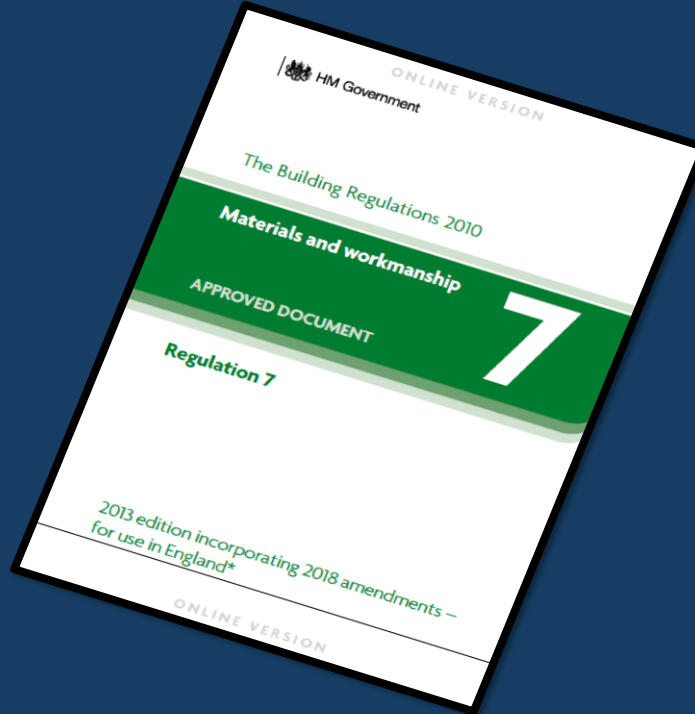 ONLINE VERSION
HM Government
The Building Regulations 2010
Materials and workmanship
7
APPROVED DOCUMENT
Regulation 7
2013 edition incorporating 2018 amendments –
for use in England*
ONLINE VERSION